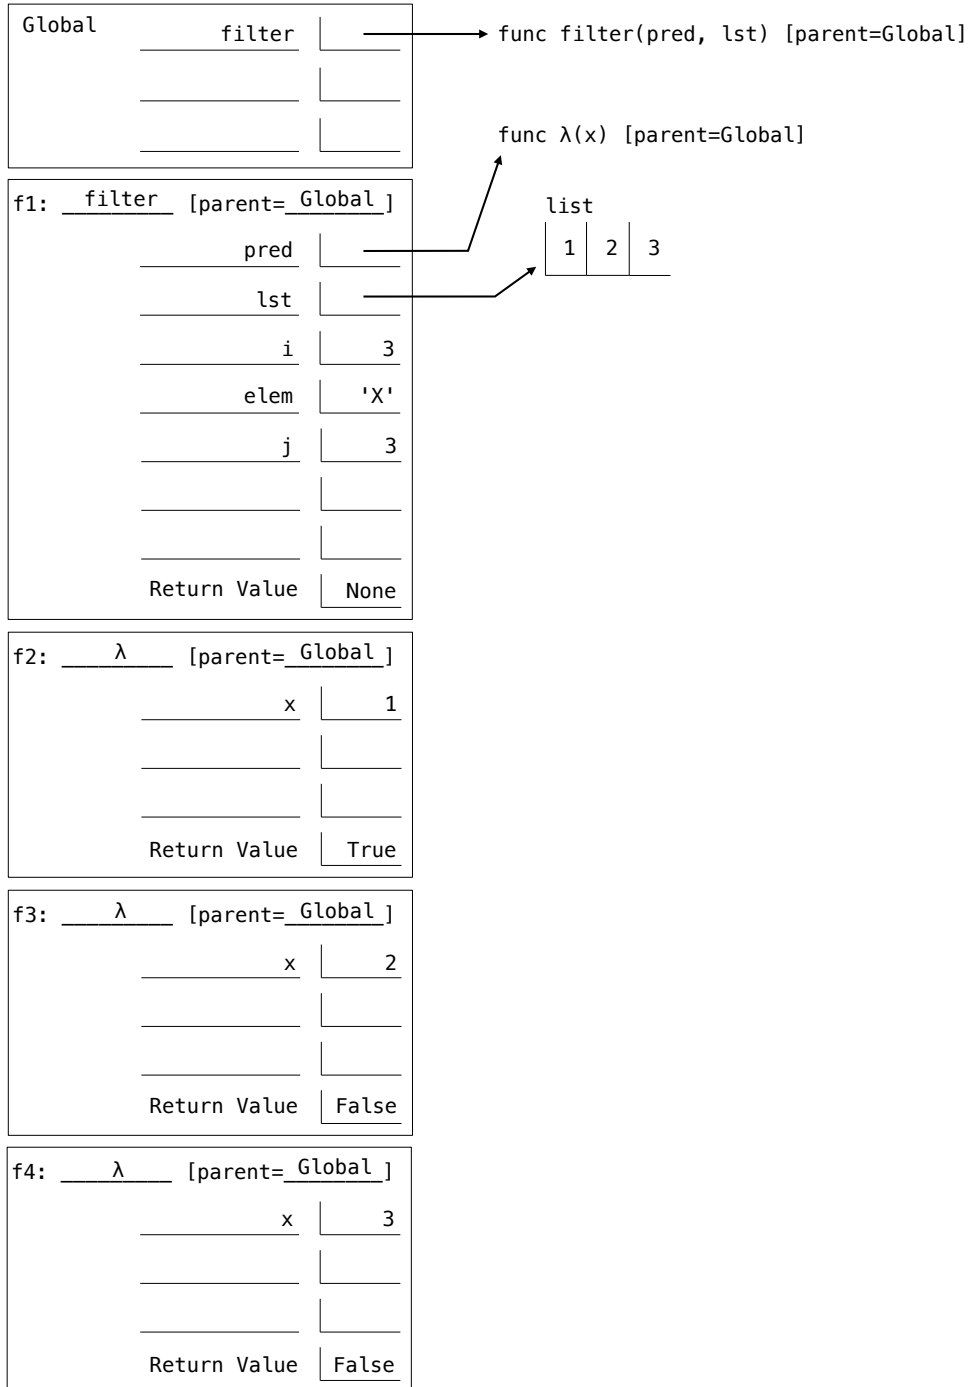 Global
filter
func filter(pred, lst) [parent=Global]
func λ(x) [parent=Global]
f1: filter [parent=Global]
list
pred
1 2 3
lst
i 3
elem 'X'
j 3
Return Value None
f2: λ [parent=Global]
x 1
Return Value True
f3: λ [parent=Global]
x 2
Return Value False
f4: λ [parent=Global]
x 3
Return Value False